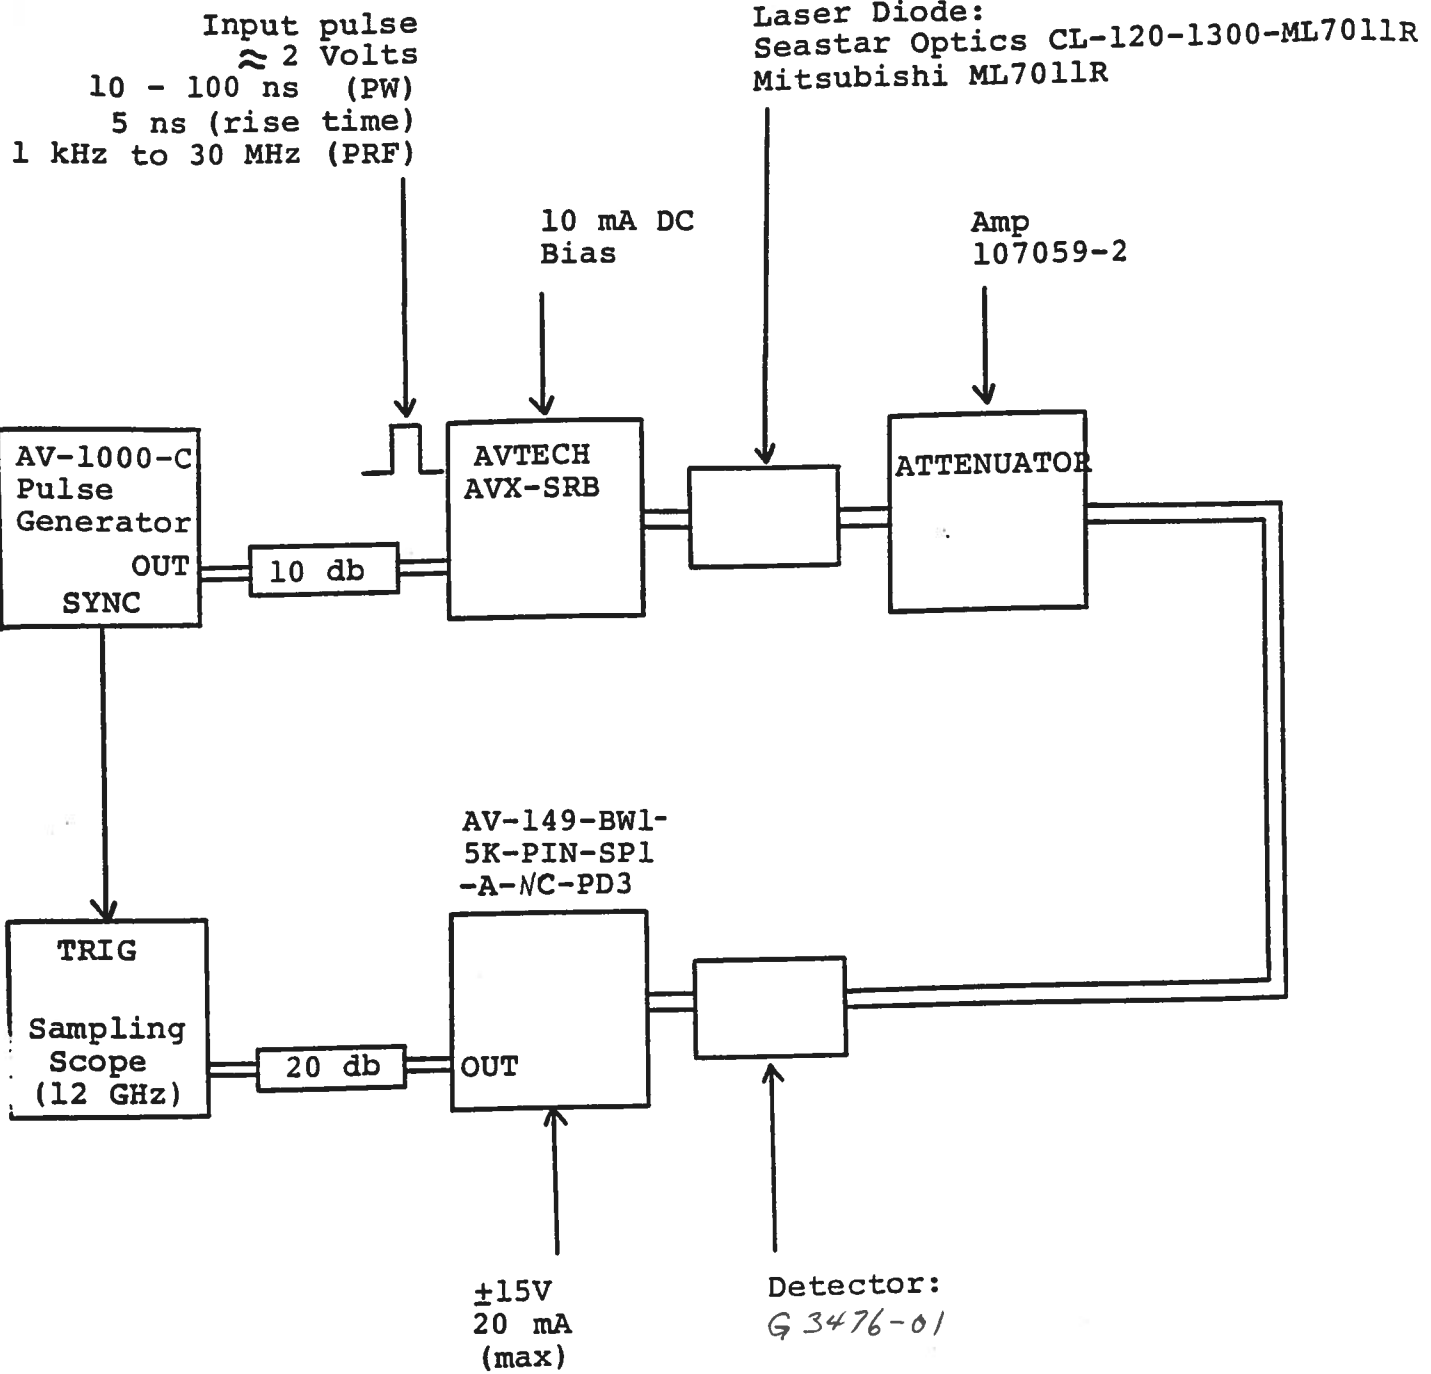 Input pulse
≈ 2 Volts
10 - 100 ns (PW)
5 ns (rise time)
1 kHz to 30 MHz (PRF)
Laser Diode:
Seastar Optics CL-120-1300-ML7011R
Mitsubishi ML7011R
10 mA DC
Bias
Amp
107059-2
AV-1000-C
Pulse
Generator
OUT
SYNC
10 db
AVTECH
AVX-SRB
ATTENUATOR
AV-149-BW1-
5K-PIN-SP1
-A-NC-PD3
TRIG
Sampling
Scope
(12 GHz)
20 db
OUT
±15V
20 mA
(max)
Detector:
G3476-01